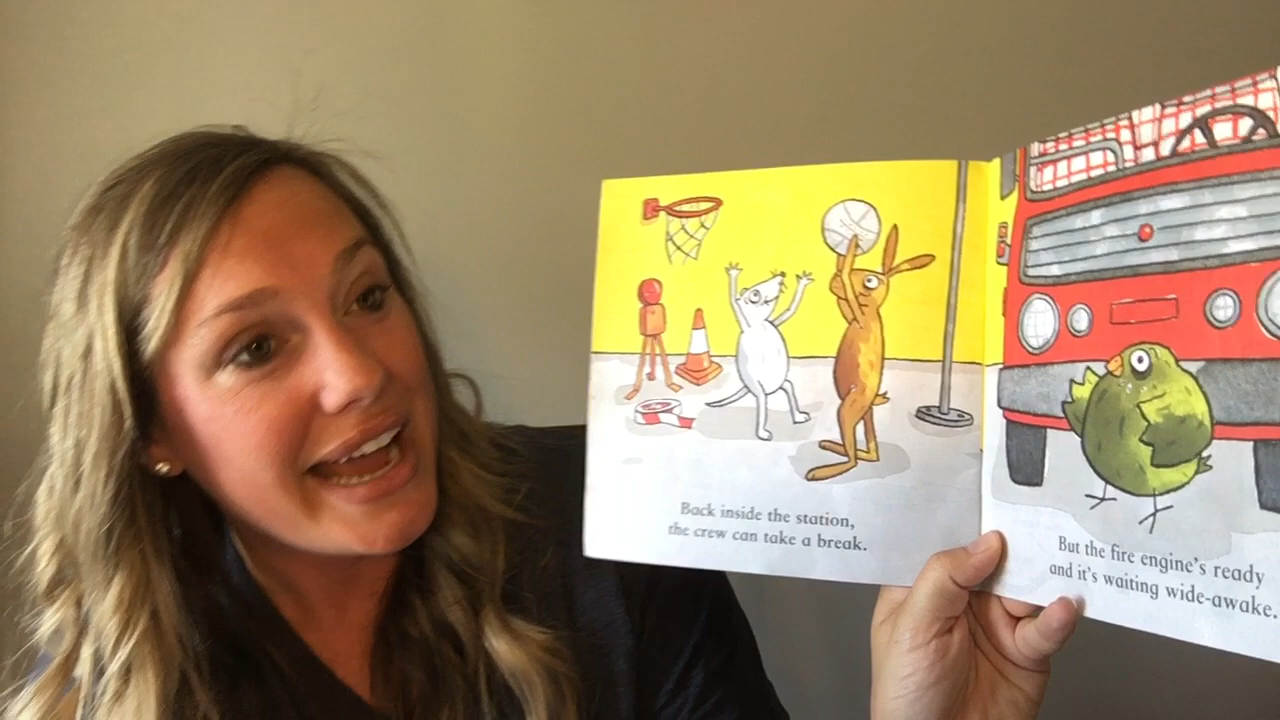 Back inside the station,
the crew can take a break.
But the fire engine's ready
and it's waiting wide-awake.